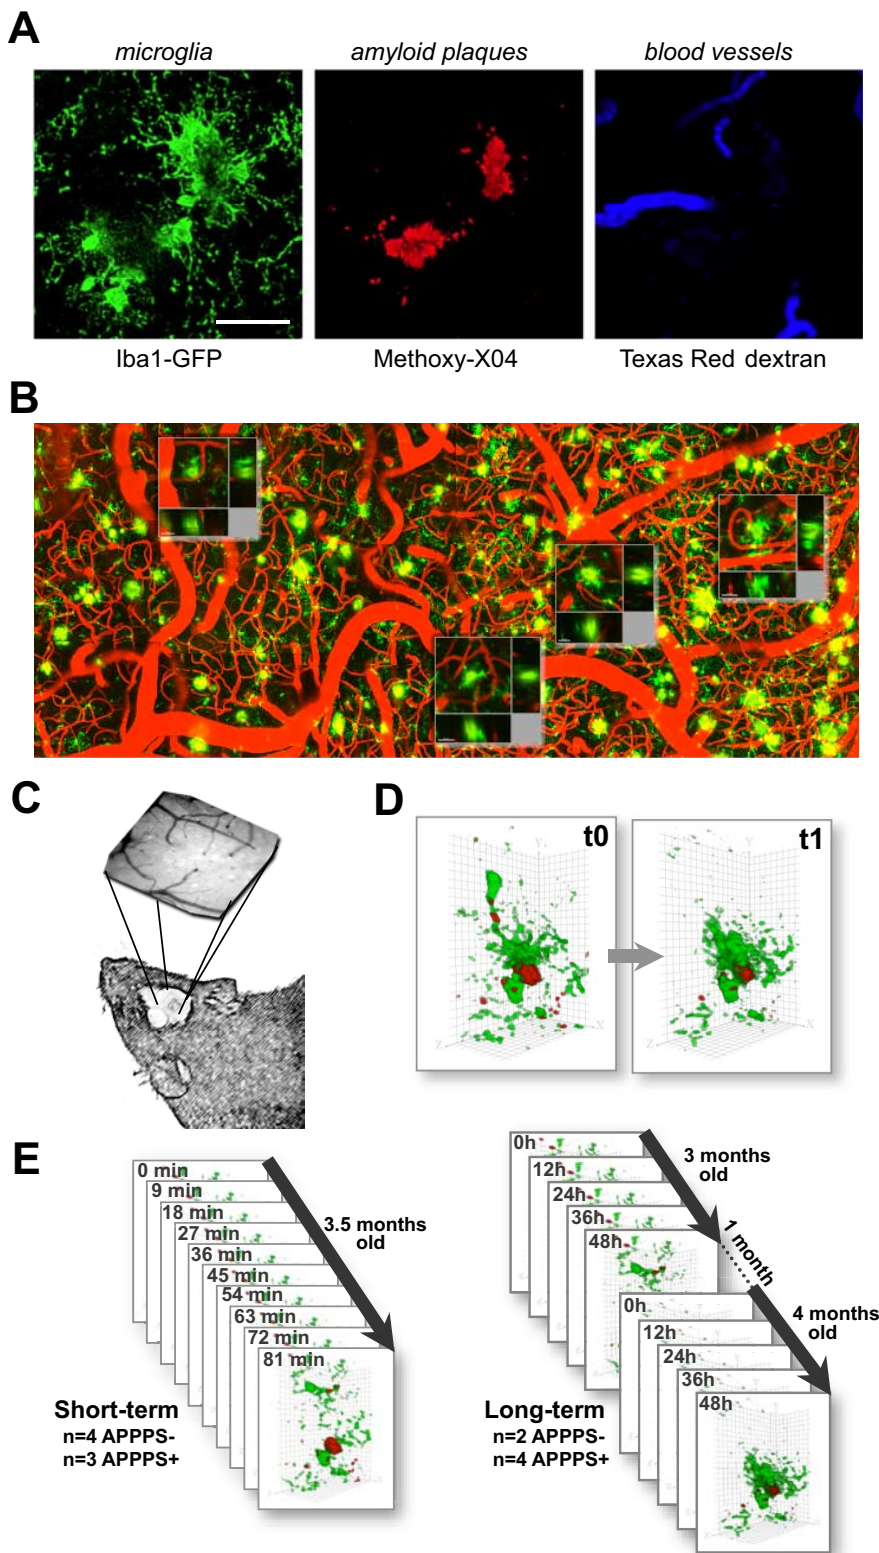 A
microglia
amyloid plaques
blood vessels
Iba1-GFP
Methoxy-X04
Texas Red dextran
B
C
D
t0
t1
Y
X
Z
Y
X
Z
E
0 min
9 min
18 min
27 min
36 min
45 min
54 min
63 min
72 min
81 min
3.5 months
old
Short-term
n=4 APPPS-
n=3 APPPS+
0h
12h
24h
36h
48h
3 months
old
1 month
0h
12h
24h
36h
48h
4 months
old
Long-term
n=2 APPPS-
n=4 APPPS+